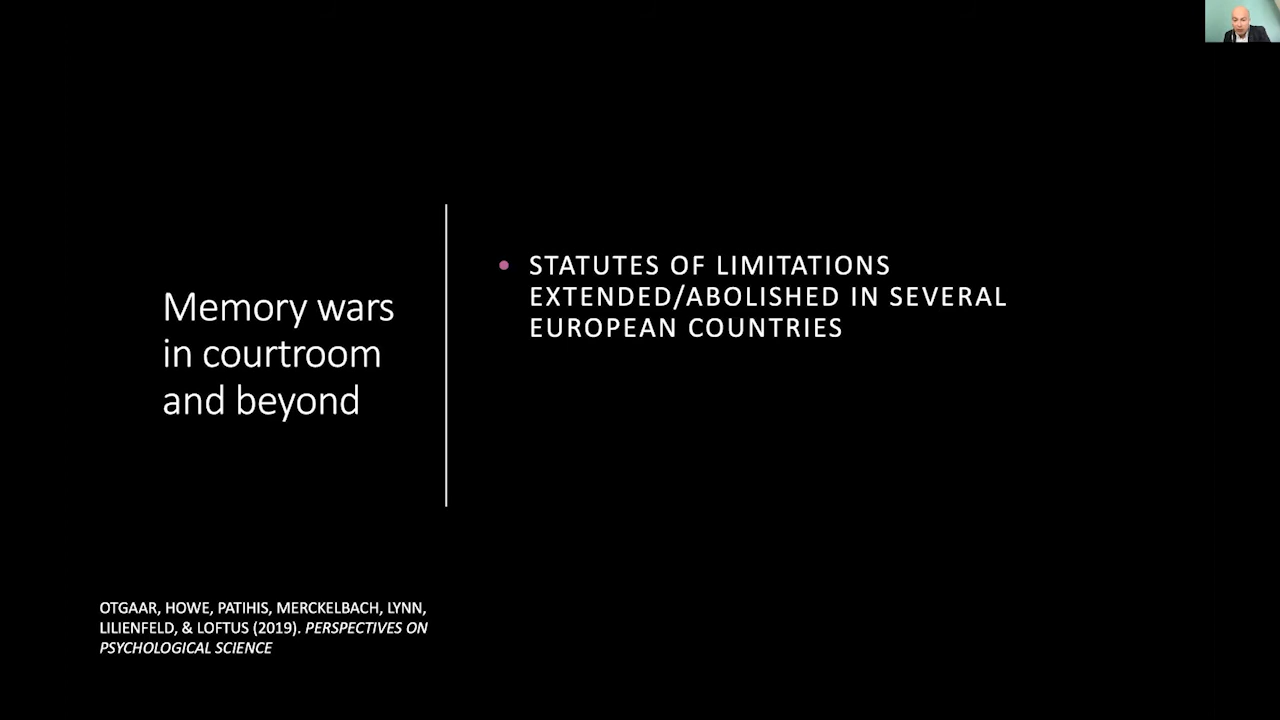 Memory wars
in courtroom
and beyond
• STATUTES OF LIMITATIONS
EXTENDED/ABOLISHED IN SEVERAL
EUROPEAN COUNTRIES
OTGAAR, HOWE, PATIHIS, MERCKELBACH, LYNN,
LILIENFELD, & LOFTUS (2019). PERSPECTIVES ON
PSYCHOLOGICAL SCIENCE